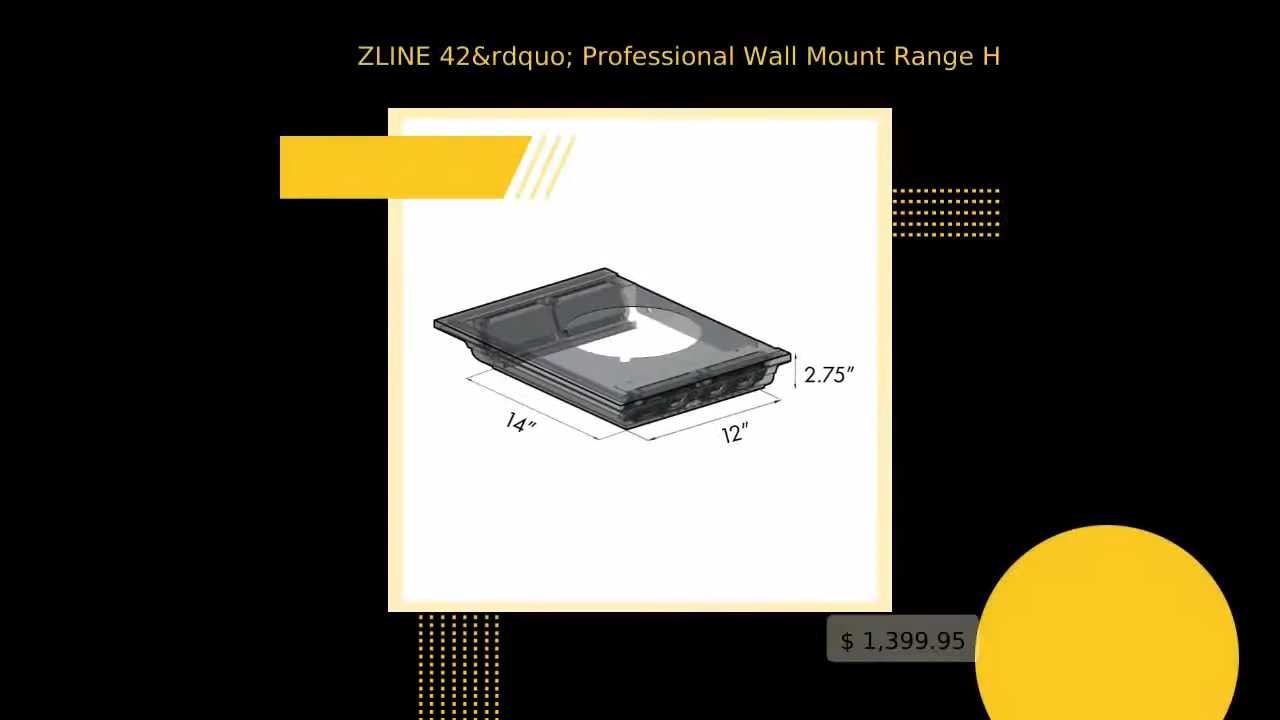 ZLINE 42&rdquo; Professional Wall Mount Range H
2.75”
14”
12”
$ 1,399.95